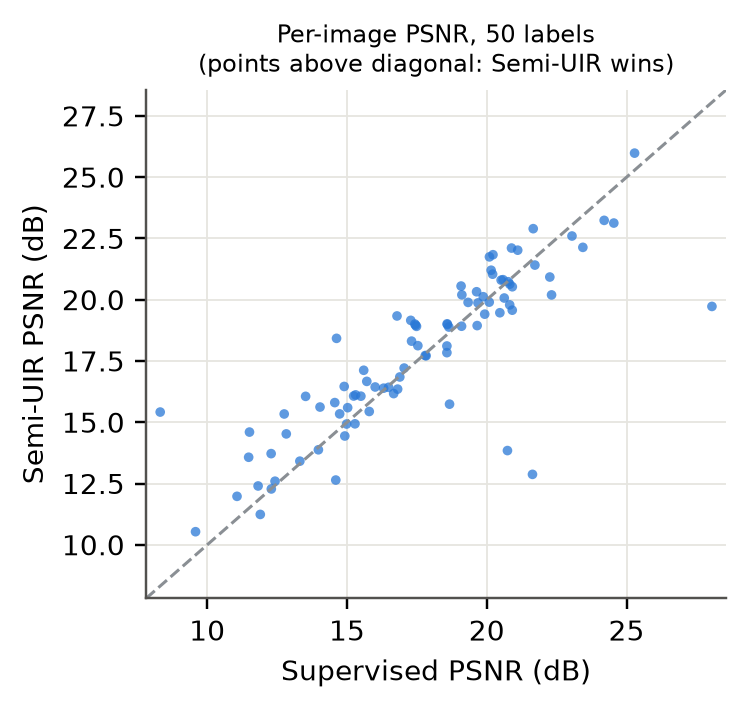 Per-image PSNR, 50 labels
(points above diagonal: Semi-UIR wins)
27.5
25.0
22.5
20.0
17.5
15.0
12.5
10.0
Semi-UIR PSNR (dB)
10 15 20 25
Supervised PSNR (dB)